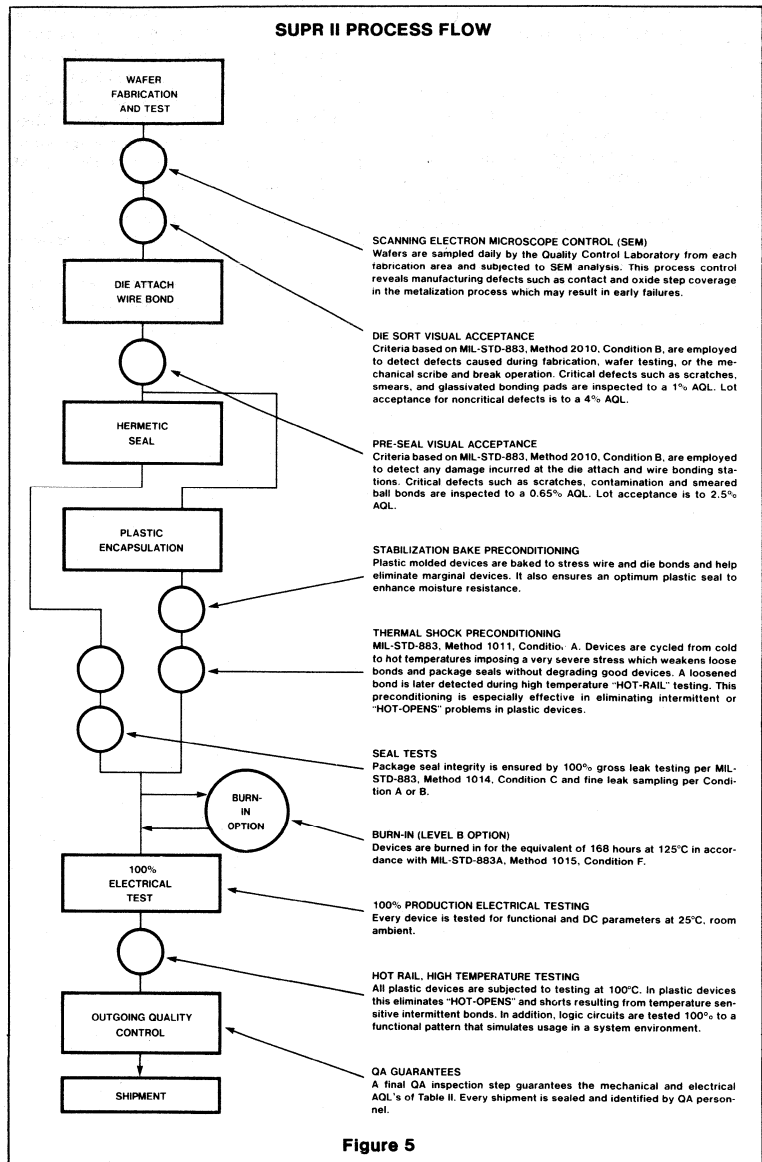 SUPR II PROCESS FLOW
WAFER
FABRICATION
AND TEST
SCANNING ELECTRON MICROSCOPE CONTROL (SEM)
Wafers are sampled daily by the Quality Control Laboratory from each
fabrication area and subjected to SEM analysis. This process control
reveals manufacturing defects such as contact and oxide step coverage
in the metalization process which may result in early failures.
DIE ATTACH
WIRE BOND
DIE SORT VISUAL ACCEPTANCE
Criteria based on MIL-STD-883, Method 2010, Condition B, are employed
to detect defects caused during fabrication, wafer testing, or the me-
chanical scribe and break operation. Critical defects such as scratches,
smears, and glassivated bonding pads are inspected to a 1% AQL. Lot
acceptance for noncritical defects is to a 4% AQL.
HERMETIC
SEAL
PRE-SEAL VISUAL ACCEPTANCE
Criteria based on MIL-STD-883, Method 2010, Condition B, are employed
to detect any damage incurred at the die attach and wire bonding sta-
tions. Critical defects such as scratches, contamination and smeared
ball bonds are inspected to a 0.65% AQL. Lot acceptance is to 2.5%
AQL.
PLASTIC
ENCAPSULATION
STABILIZATION BAKE PRECONDITIONING
Plastic molded devices are baked to stress wire and die bonds and help
eliminate marginal devices. It also ensures an optimum plastic seal to
enhance moisture resistance.
THERMAL SHOCK PRECONDITIONING
MIL-STD-883, Method 1011, Condition A. Devices are cycled from cold
to hot temperatures imposing a very severe stress which weakens loose
bonds and package seals without degrading good devices. A loosened
bond is later detected during high temperature "HOT-RAIL" testing. This
preconditioning is especially effective in eliminating intermittent or
"HOT-OPENS" problems in plastic devices.
SEAL TESTS
Package seal integrity is ensured by 100% gross leak testing per MIL-
STD-883, Method 1014, Condition C and fine leak sampling per Condi-
tion A or B.
BURN-
IN
OPTION
BURN-IN (LEVEL B OPTION)
Devices are burned in for the equivalent of 168 hours at 125°C in accor-
dance with MIL-STD-883A, Method 1015, Condition F.
100%
ELECTRICAL
TEST
100% PRODUCTION ELECTRICAL TESTING
Every device is tested for functional and DC parameters at 25°C, room
ambient.
HOT RAIL, HIGH TEMPERATURE TESTING
All plastic devices are subjected to testing at 100°C. In plastic devices
this eliminates "HOT-OPENS" and shorts resulting from temperature sen-
sitive intermittent bonds. In addition, logic circuits are tested 100% to a
functional pattern that simulates usage in a system environment.
OUTGOING QUALITY
CONTROL
QA GUARANTEES
A final QA inspection step guarantees the mechanical and electrical
AQL's of Table II. Every shipment is sealed and identified by QA person-
nel.
SHIPMENT
Figure 5